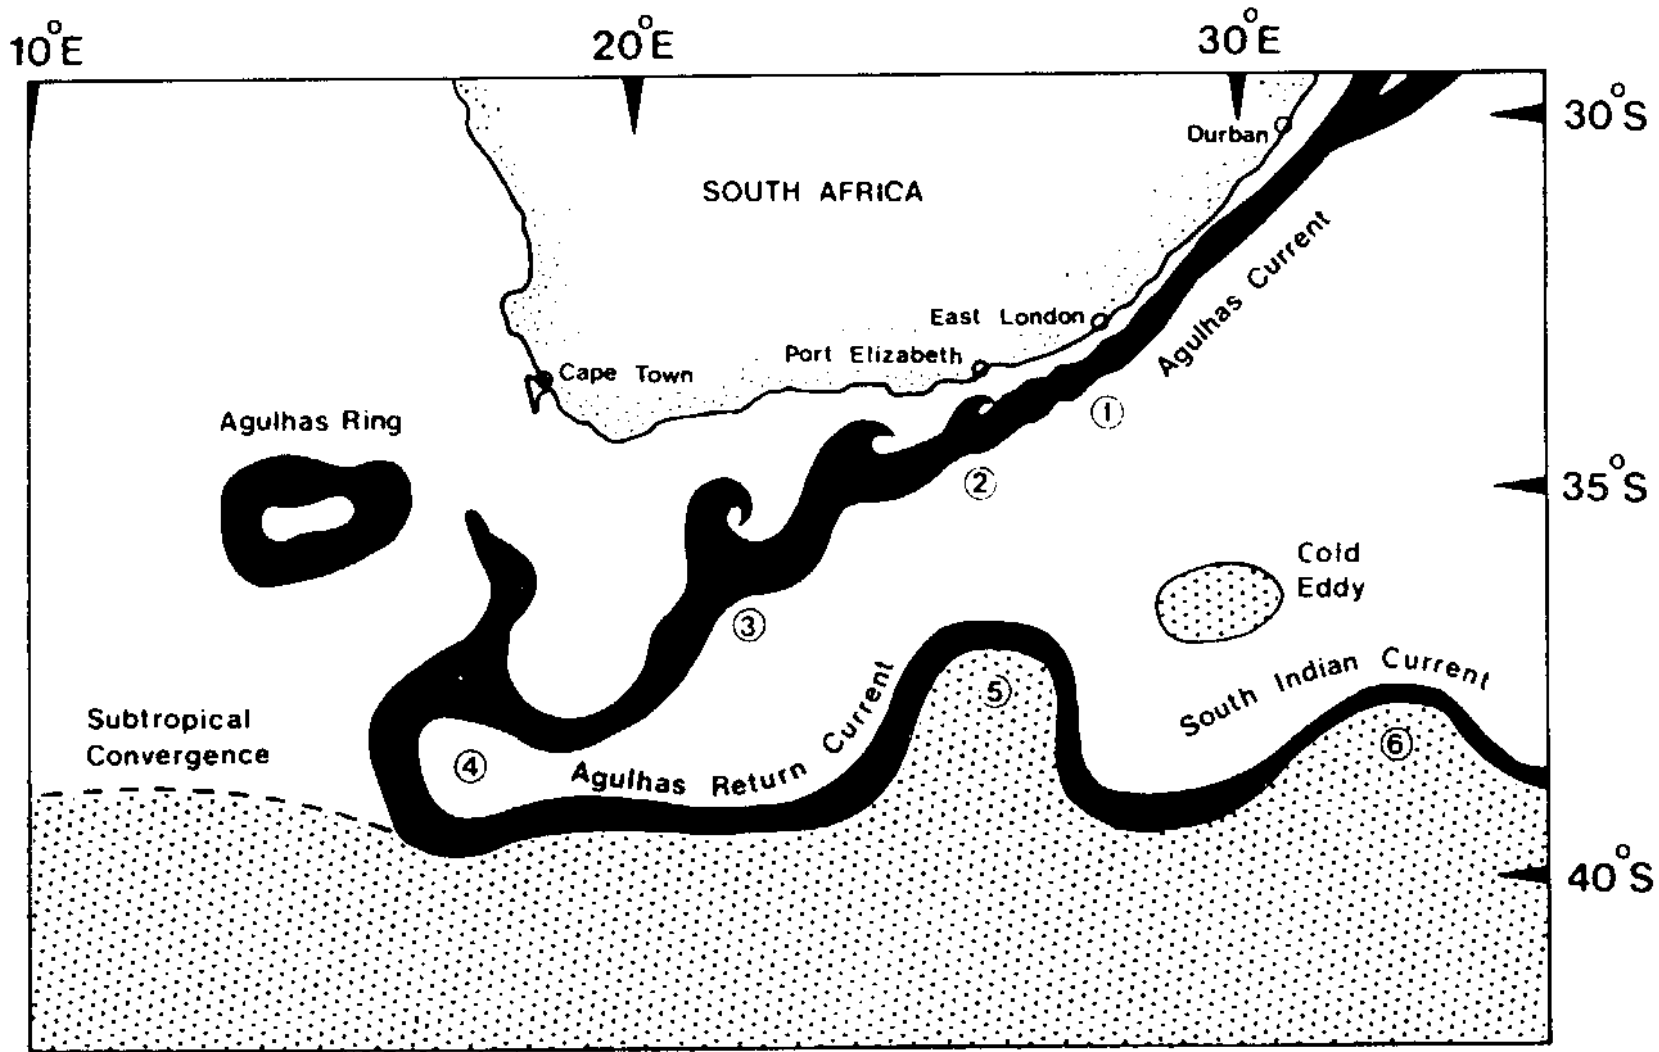 10°E
20°E
30°E
30°S
Durban
SOUTH AFRICA
Agulhas Current
East London
Port Elizabeth
Cape Town
Agulhas Ring
①
②
35°S
Cold
Eddy
③
South Indian Current
⑤
Subtropical
Convergence
④
Agulhas Return Current
⑥
40°S